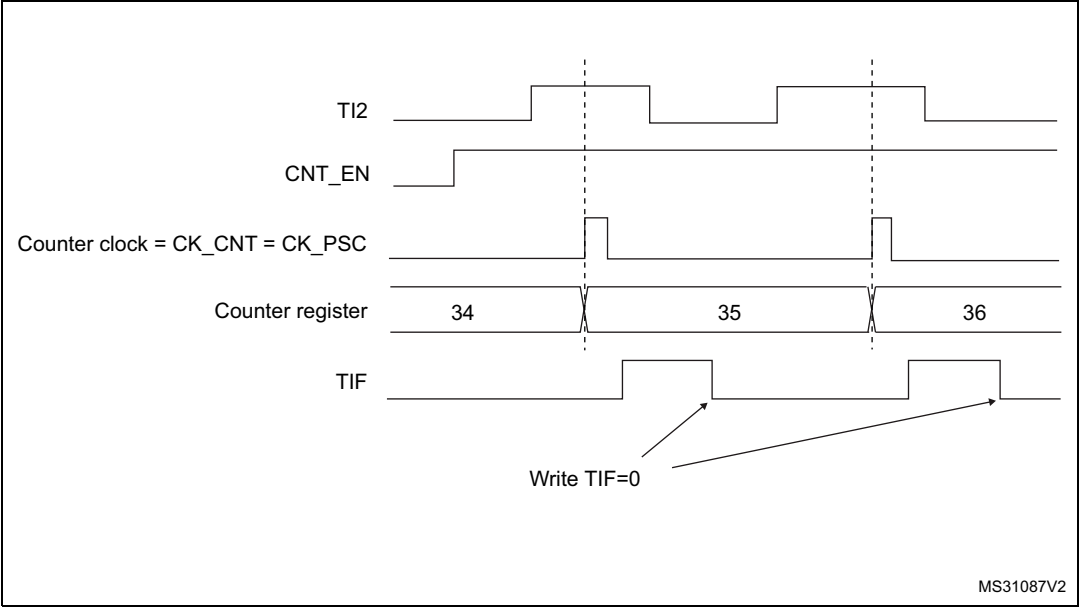 TI2
CNT_EN
Counter clock = CK_CNT = CK_PSC
Counter register 34 35 36
TIF
Write TIF=0
MS31087V2